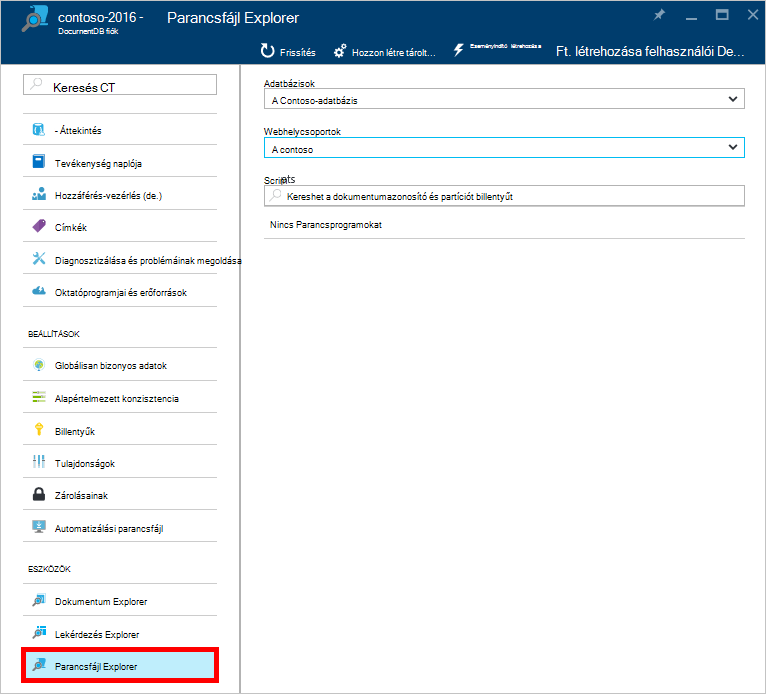 contoso-2016 - Parancsfájl Explorer
DocumentDB fiók
Frissítés Hozzon létre tárolt... Eseményindító létrehozása Ft. létrehozása felhasználói De...
Keresés CT
- Áttekintés
Tevékenység naplója
Hozzáférés-vezérlés (de.)
Címkék
Diagnosztizálása és problémáinak megoldása
Oktatóprogramjai és erőforrások
BEÁLLÍTÁSOK
Globálisan bizonyos adatok
Alapértelmezett konzisztencia
Billentyűk
Tulajdonságok
Zárolásainak
Automatizálási parancsfájl
ESZKÖZÖK
Dokumentum Explorer
Lekérdezés Explorer
Parancsfájl Explorer
Adatbázisok
A Contoso-adatbázis
Webhelycsoportok
A contoso
Scripts
Kereshet a dokumentumazonosító és partíciót billentyűt
Nincs Parancsprogramokat